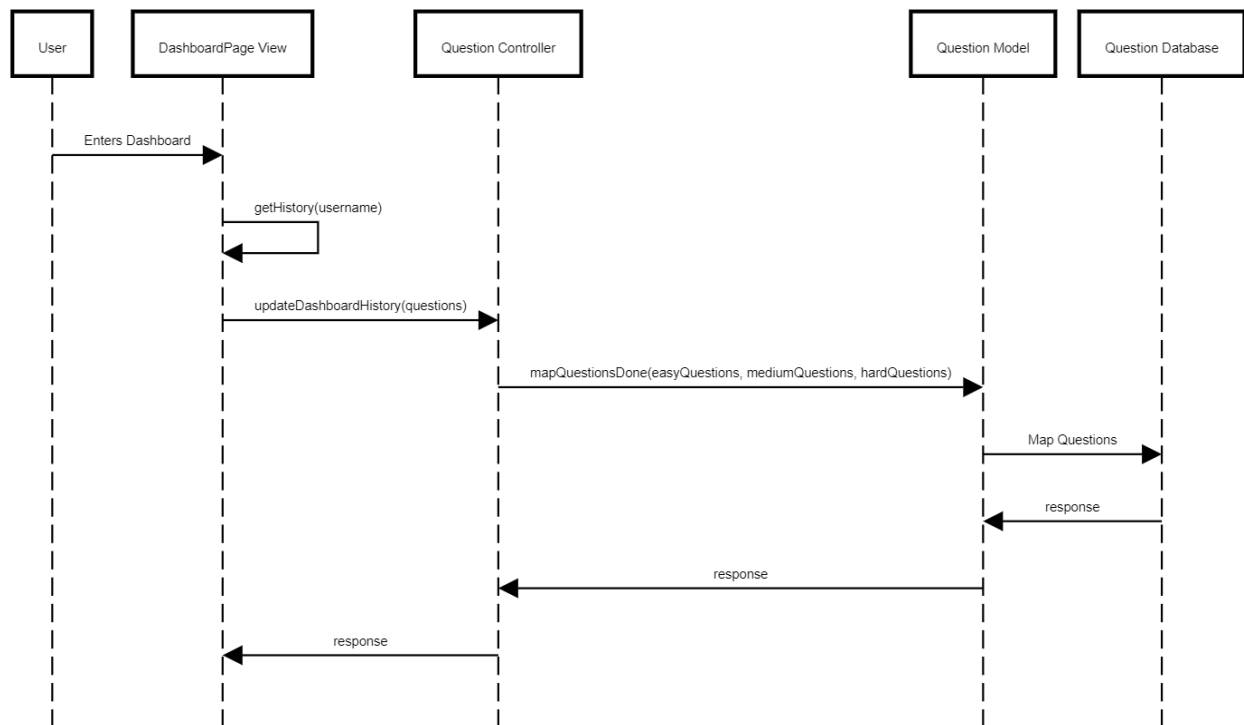 User
DashboardPage View
Question Controller
Question Model
Question Database
Enters Dashboard
getHistory(username)
updateDashboardHistory(questions)
mapQuestionsDone(easyQuestions, mediumQuestions, hardQuestions)
Map Questions
response
response
response